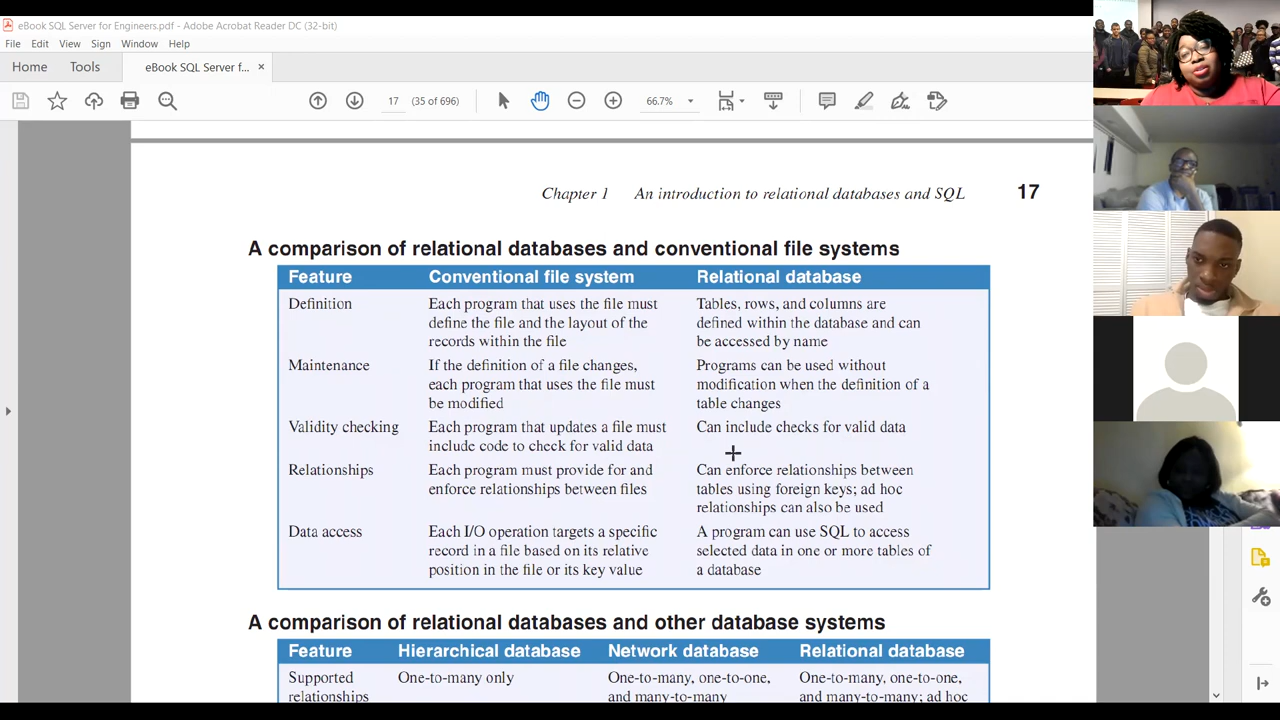 eBook SQL Server for Engineers.pdf - Adobe Acrobat Reader DC (32-bit)
File Edit View Sign Window Help
Home Tools eBook SQL Server f... ×
17 (35 of 696) 66.7%
Chapter 1 An introduction to relational databases and SQL 17
A comparison of relational databases and conventional file systems
Feature Conventional file system Relational database
Definition Each program that uses the file must Tables, rows, and columns are
define the file and the layout of the defined within the database and can
records within the file be accessed by name
Maintenance If the definition of a file changes, Programs can be used without
each program that uses the file must modification when the definition of a
be modified table changes
Validity checking Each program that updates a file must Can include checks for valid data
include code to check for valid data
Relationships Each program must provide for and Can enforce relationships between
enforce relationships between files tables using foreign keys; ad hoc
relationships can also be used
Data access Each I/O operation targets a specific A program can use SQL to access
record in a file based on its relative selected data in one or more tables of
position in the file or its key value a database
A comparison of relational databases and other database systems
Feature Hierarchical database Network database Relational database
Supported One-to-many only One-to-many, one-to-one, One-to-many, one-to-one,
relationships and many-to-many and many-to-many; ad hoc